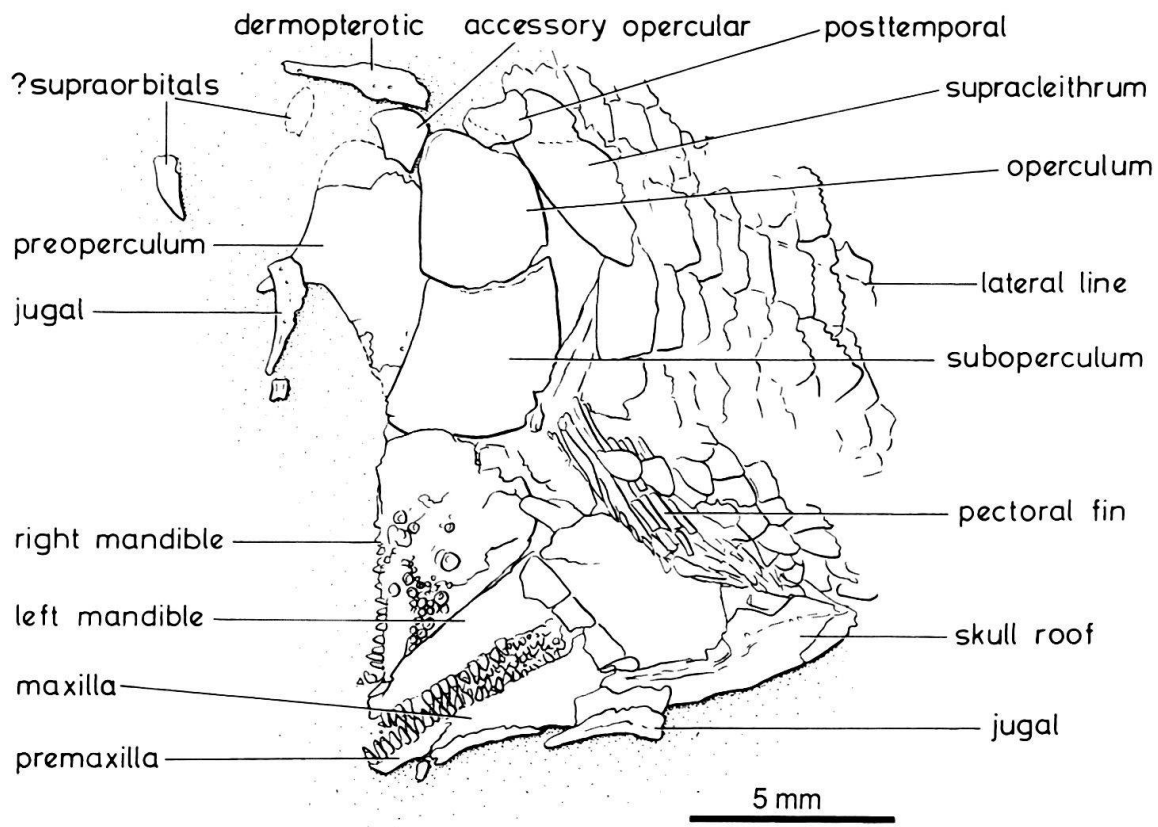 dermopterotic
accessory opercular
posttemporal
?supraorbitals
supracleithrum
operculum
preoperculum
lateral line
jugal
suboperculum
right mandible
pectoral fin
left mandible
skull roof
maxilla
jugal
premaxilla
5 mm